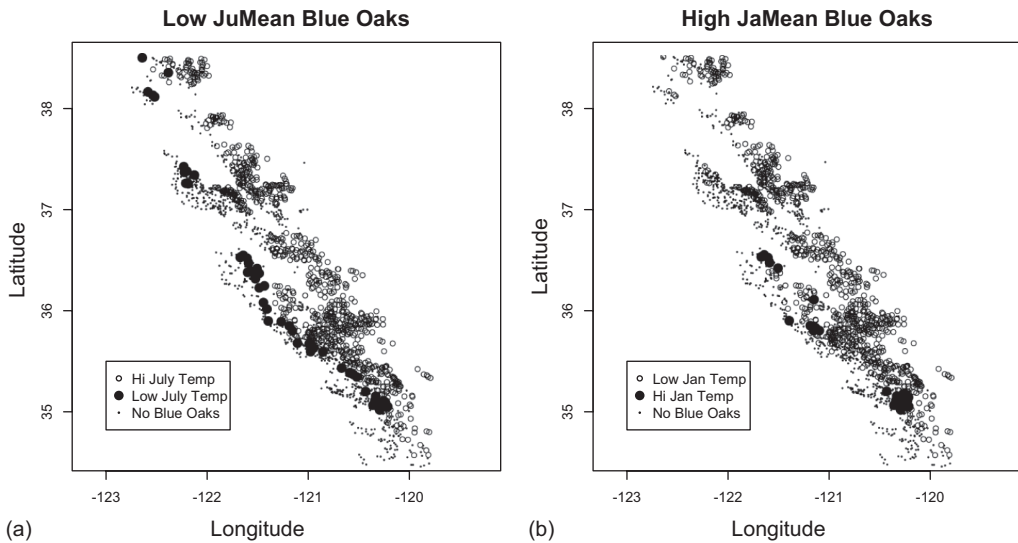 Low JuMean Blue Oaks
38
37
36
35
Latitude
Hi July Temp
Low July Temp
No Blue Oaks
-123
-122
-121
-120
(a)
Longitude
High JaMean Blue Oaks
38
37
36
35
Latitude
Low Jan Temp
Hi Jan Temp
No Blue Oaks
-123
-122
-121
-120
(b)
Longitude